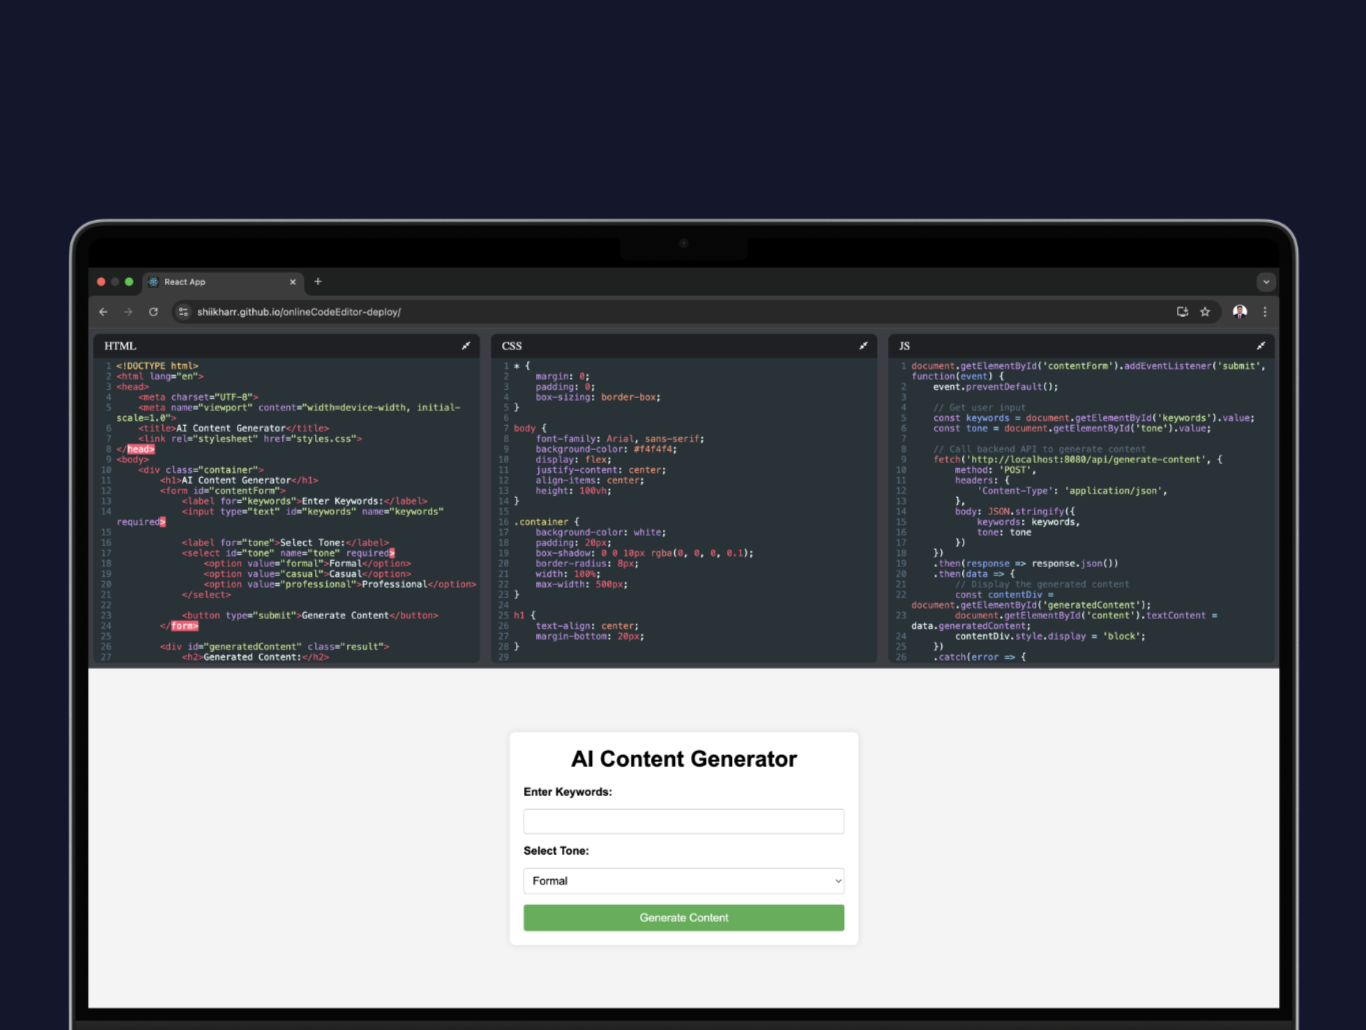 React App
shiikharr.github.io/onlineCodeEditor-deploy/
HTML
1 <!DOCTYPE html>
2 <html lang="en">
3 <head>
4 <meta charset="UTF-8">
5 <meta name="viewport" content="width=device-width, initial-
scale=1.0">
6 <title>AI Content Generator</title>
7 <link rel="stylesheet" href="styles.css">
8 </head>
9 <body>
10 <div class="container">
11 <h1>AI Content Generator</h1>
12 <form id="contentForm">
13 <label for="keywords">Enter Keywords:</label>
14 <input type="text" id="keywords" name="keywords"
required>
15
16 <label for="tone">Select Tone:</label>
17 <select id="tone" name="tone" required>
18 <option value="formal">Formal</option>
19 <option value="casual">Casual</option>
20 <option value="professional">Professional</option>
21 </select>
22
23 <button type="submit">Generate Content</button>
24 </form>
25
26 <div id="generatedContent" class="result">
27 <h2>Generated Content:</h2>
CSS
1 * {
2 margin: 0;
3 padding: 0;
4 box-sizing: border-box;
5 }
6
7 body {
8 font-family: Arial, sans-serif;
9 background-color: #f4f4f4;
10 display: flex;
11 justify-content: center;
12 align-items: center;
13 height: 100vh;
14 }
15
16 .container {
17 background-color: white;
18 padding: 20px;
19 box-shadow: 0 0 10px rgba(0, 0, 0, 0.1);
20 border-radius: 8px;
21 width: 100%;
22 max-width: 500px;
23 }
24
25 h1 {
26 text-align: center;
27 margin-bottom: 20px;
28 }
29
JS
1 document.getElementById('contentForm').addEventListener('submit',
function(event) {
2 event.preventDefault();
3
4 // Get user input
5 const keywords = document.getElementById('keywords').value;
6 const tone = document.getElementById('tone').value;
7
8 // Call backend API to generate content
9 fetch('http://localhost:8080/api/generate-content', {
10 method: 'POST',
11 headers: {
12 'Content-Type': 'application/json',
13 },
14 body: JSON.stringify({
15 keywords: keywords,
16 tone: tone
17 })
18 })
19 .then(response => response.json())
20 .then(data => {
21 // Display the generated content
22 const contentDiv =
document.getElementById('generatedContent');
23 document.getElementById('content').textContent =
data.generatedContent;
24 contentDiv.style.display = 'block';
25 })
26 .catch(error => {
AI Content Generator
Enter Keywords:
Select Tone:
Formal
Generate Content